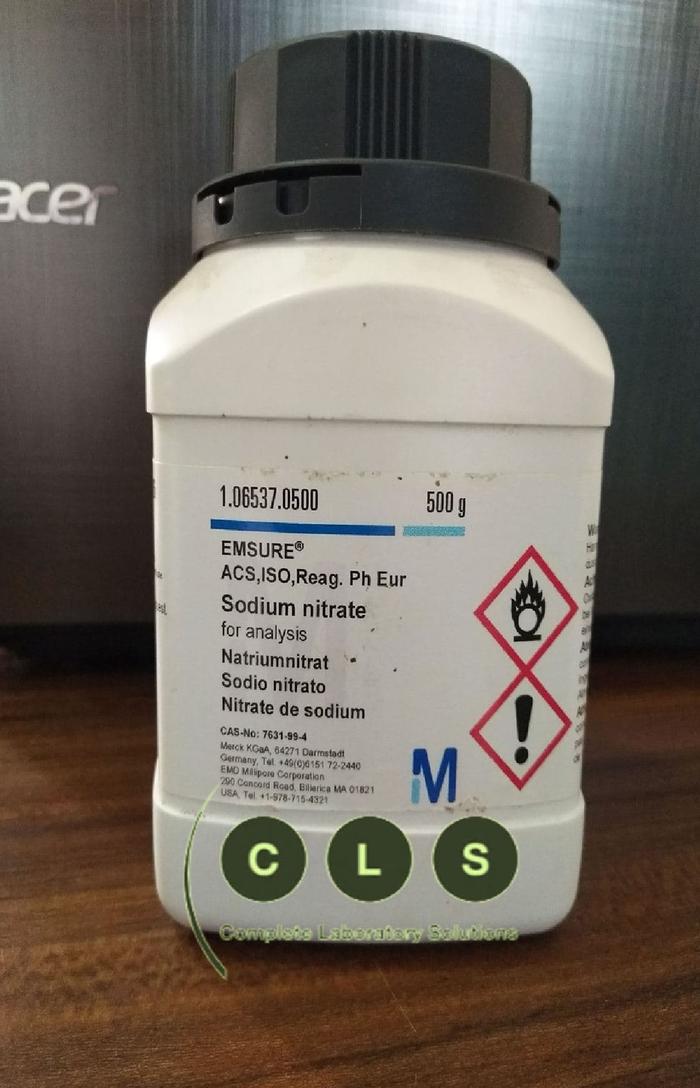 acer
1.06537.0500 500 g
EMSURE®
ACS,ISO,Reag. Ph Eur
Sodium nitrate
for analysis
Natriumnitrat
Sodio nitrato
Nitrate de sodium
CAS-No: 7631-99-4
Merck KGaA, 64271 Darmstadt
Germany, Tel. +49(0)6151 72-2440
EMD Millipore Corporation
290 Concord Road, Billerica MA 01821
USA, Tel. +1-978-715-4321
M
C L S
Complete Laboratory Solutions